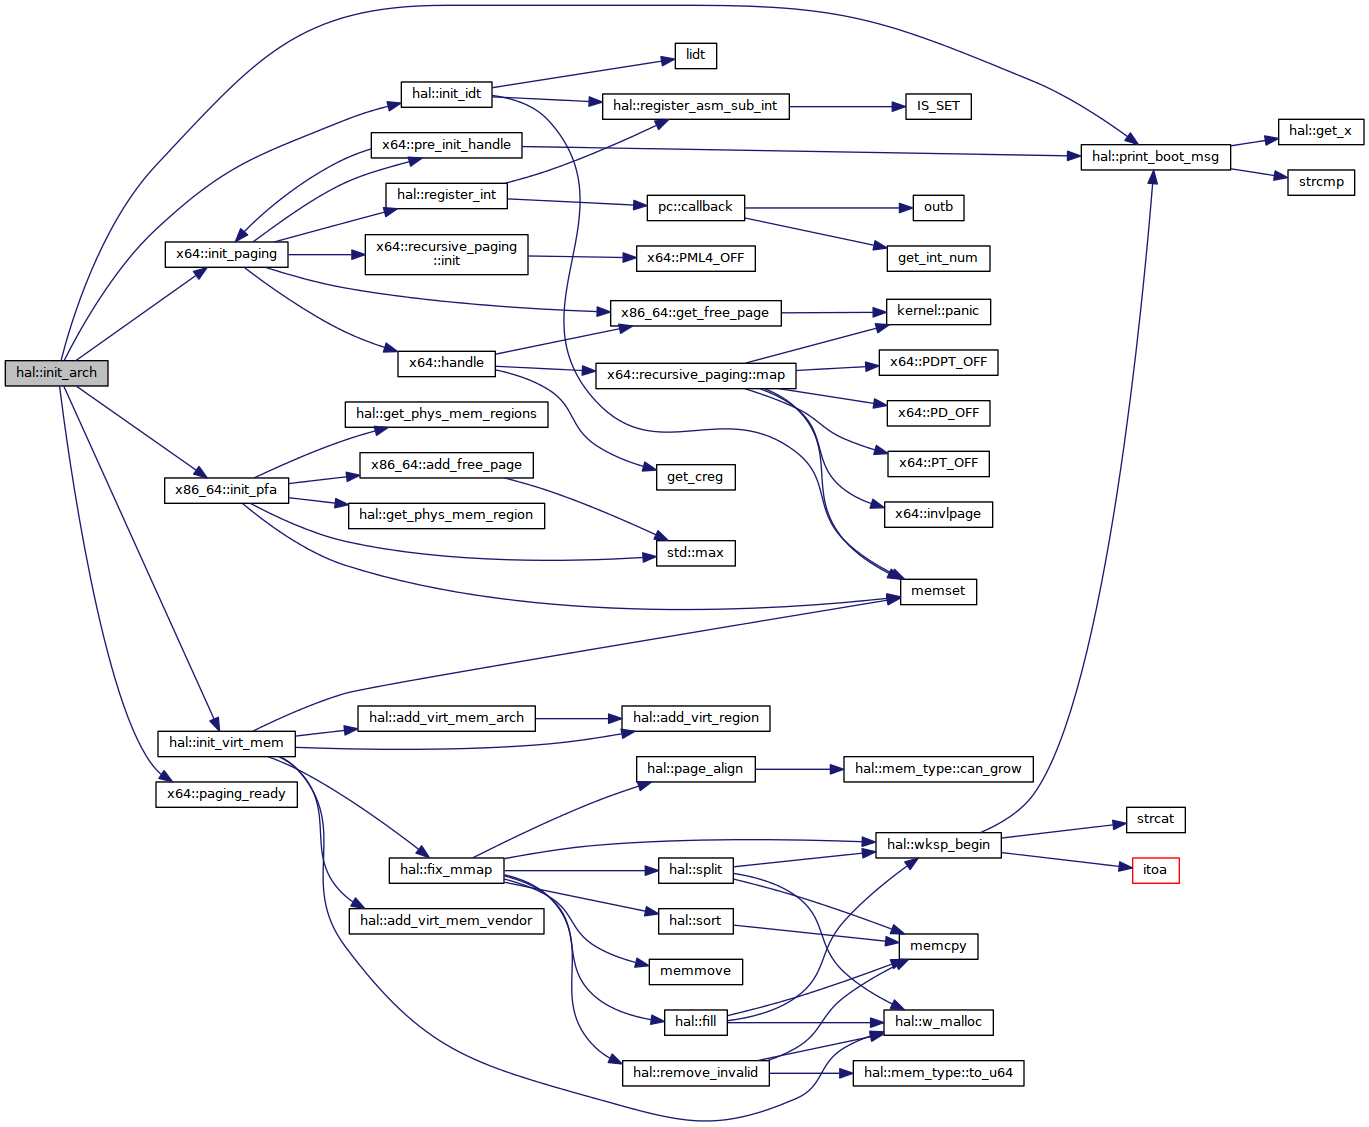 lidt
hal::init_idt
hal::register_asm_sub_int
IS_SET
hal::get_x
x64::pre_init_handle
hal::print_boot_msg
strcmp
hal::register_int
pc::callback
outb
x64::init_paging
x64::recursive_paging
::init
x64::PML4_OFF
get_int_num
x86_64::get_free_page
kernel::panic
hal::init_arch
x64::handle
x64::recursive_paging::map
x64::PDPT_OFF
hal::get_phys_mem_regions
x64::PD_OFF
x86_64::add_free_page
get_creg
x64::PT_OFF
x86_64::init_pfa
hal::get_phys_mem_region
x64::invlpage
std::max
memset
hal::add_virt_mem_arch
hal::add_virt_region
hal::init_virt_mem
hal::page_align
hal::mem_type::can_grow
x64::paging_ready
strcat
hal::wksp_begin
hal::fix_mmap
hal::split
itoa
hal::add_virt_mem_vendor
hal::sort
memcpy
memmove
hal::fill
hal::w_malloc
hal::remove_invalid
hal::mem_type::to_u64